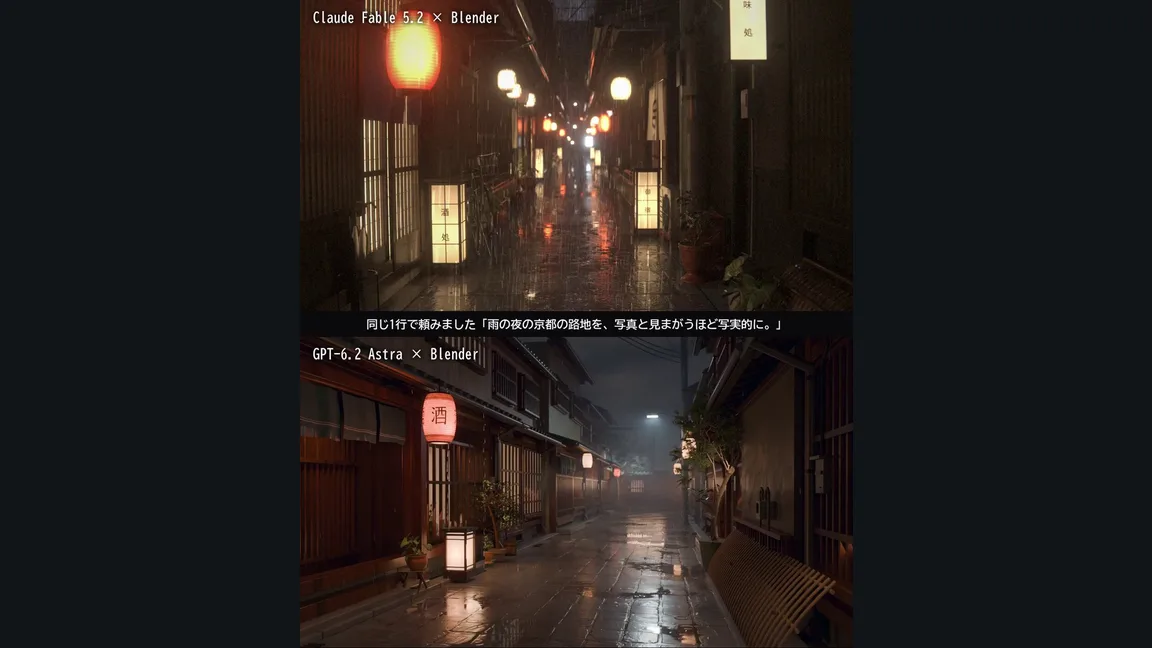 Claude Fable 5.2 × Blender
味
処
酒
処
同じ1行で頼みました「雨の夜の京都の路地を、写真と見まがうほど写実的に。」
GPT-6.2 Astra × Blender
酒